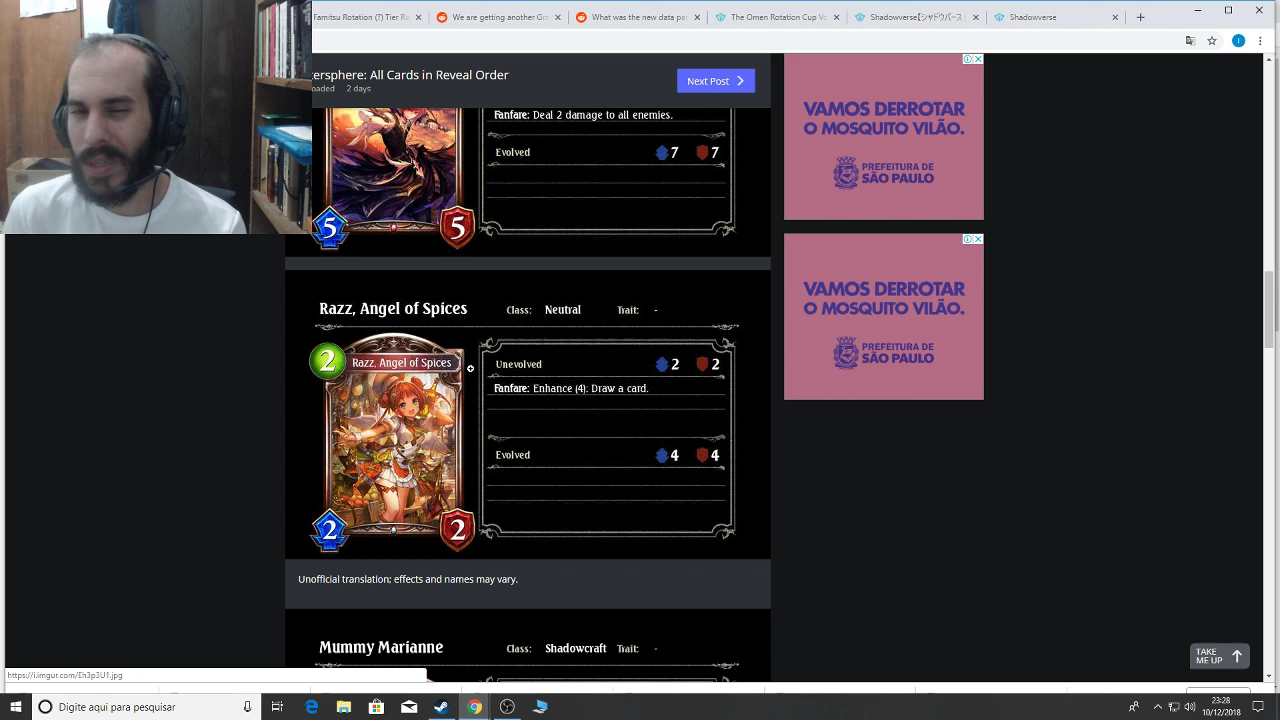 Famitsu Rotation (?) Tier Ra
We are getting another Gra
What was the new data pa
The Omen Rotation Cup Vo
Shadowverse【シャドウバース
Shadowverse
ersphere: All Cards in Reveal Order
oaded 2 days
Next Post
Fanfare: Deal 2 damage to all enemies.
Evolved 7 7
5 5
Razz, Angel of Spices Class: Neutral Trait: -
2 Razz, Angel of Spices
Unevolved 2 2
Fanfare: Enhance (4): Draw a card.
Evolved 4 4
2 2
Unofficial translation; effects and names may vary.
Mummy Marianne Class: Shadowcraft Trait: -
VAMOS DERROTAR
O MOSQUITO VILÃO.
PREFEITURA DE
SÃO PAULO
VAMOS DERROTAR
O MOSQUITO VILÃO.
PREFEITURA DE
SÃO PAULO
TAKE
ME UP
https://i.imgur.com/Eh3p3U1.jpg
Digite aqui para pesquisar
23:28
10/12/2018